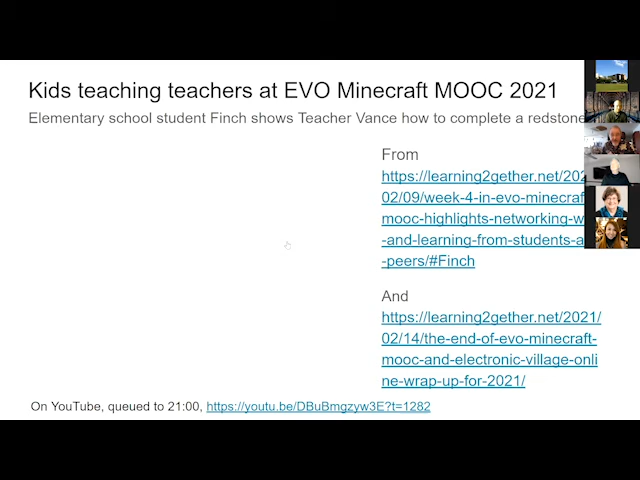 Kids teaching teachers at EVO Minecraft MOOC 2021
Elementary school student Finch shows Teacher Vance how to complete a redstone
From
https://learning2gether.net/202
02/09/week-4-in-evo-minecraf
mooc-highlights-networking-w
-and-learning-from-students-a
-peers/#Finch
And
https://learning2gether.net/2021/
02/14/the-end-of-evo-minecraft-
mooc-and-electronic-village-onli
ne-wrap-up-for-2021/
On YouTube, queued to 21:00, https://youtu.be/DBuBmgzyw3E?t=1282